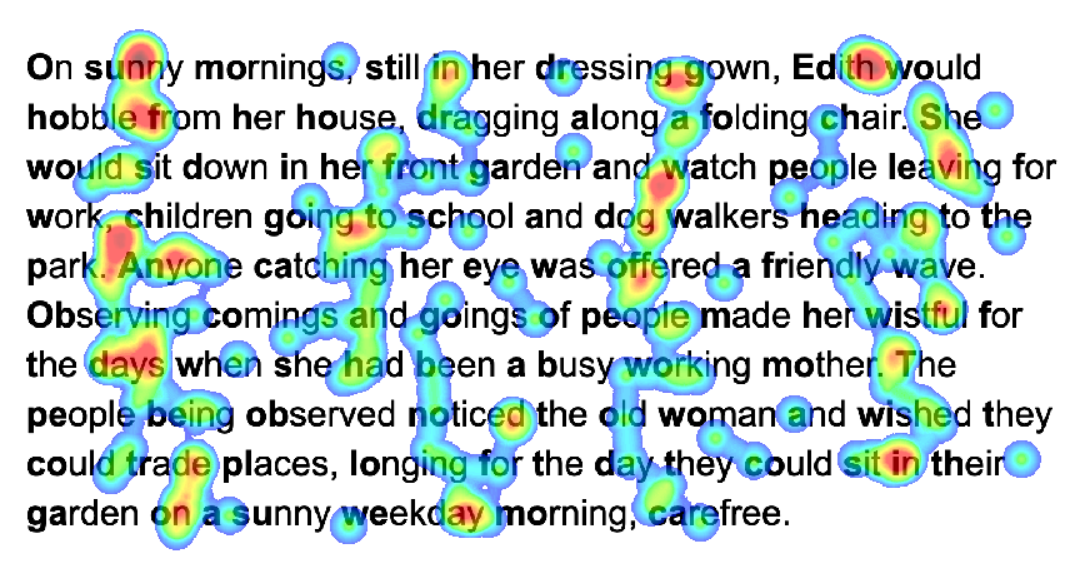 On sunny mornings, still in her dressing gown, Edith would
hobble from her house, dragging along a folding chair. She
would sit down in her front garden and watch people leaving for
work, children going to school and dog walkers heading to the
park. Anyone catching her eye was offered a friendly wave.
Observing comings and goings of people made her wistful for
the days when she had been a busy working mother. The
people being observed noticed the old woman and wished they
could trade places, longing for the day they could sit in their
garden on a sunny weekday morning, carefree.